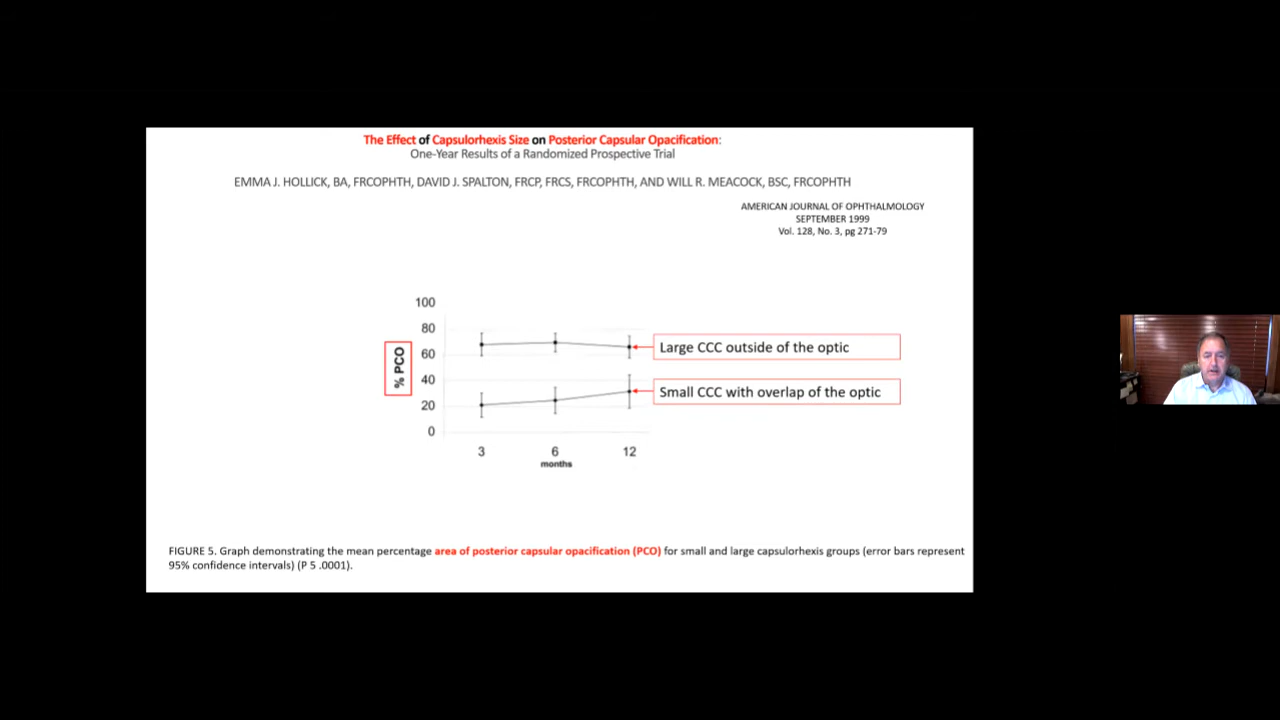 The Effect of Capsulorhexis Size on Posterior Capsular Opacification:
One-Year Results of a Randomized Prospective Trial
EMMA J. HOLLICK, BA, FRCOPHTH, DAVID J. SPALTON, FRCP, FRCS, FRCOPHTH, AND WILL R. MEACOCK, BSC, FRCOPHTH
AMERICAN JOURNAL OF OPHTHALMOLOGY
SEPTEMBER 1999
Vol. 128, No. 3, pg 271-79
% PCO
100
80
60
40
20
0
3 6 12
months
Large CCC outside of the optic
Small CCC with overlap of the optic
FIGURE 5. Graph demonstrating the mean percentage area of posterior capsular opacification (PCO) for small and large capsulorhexis groups (error bars represent
95% confidence intervals) (P 5 .0001).